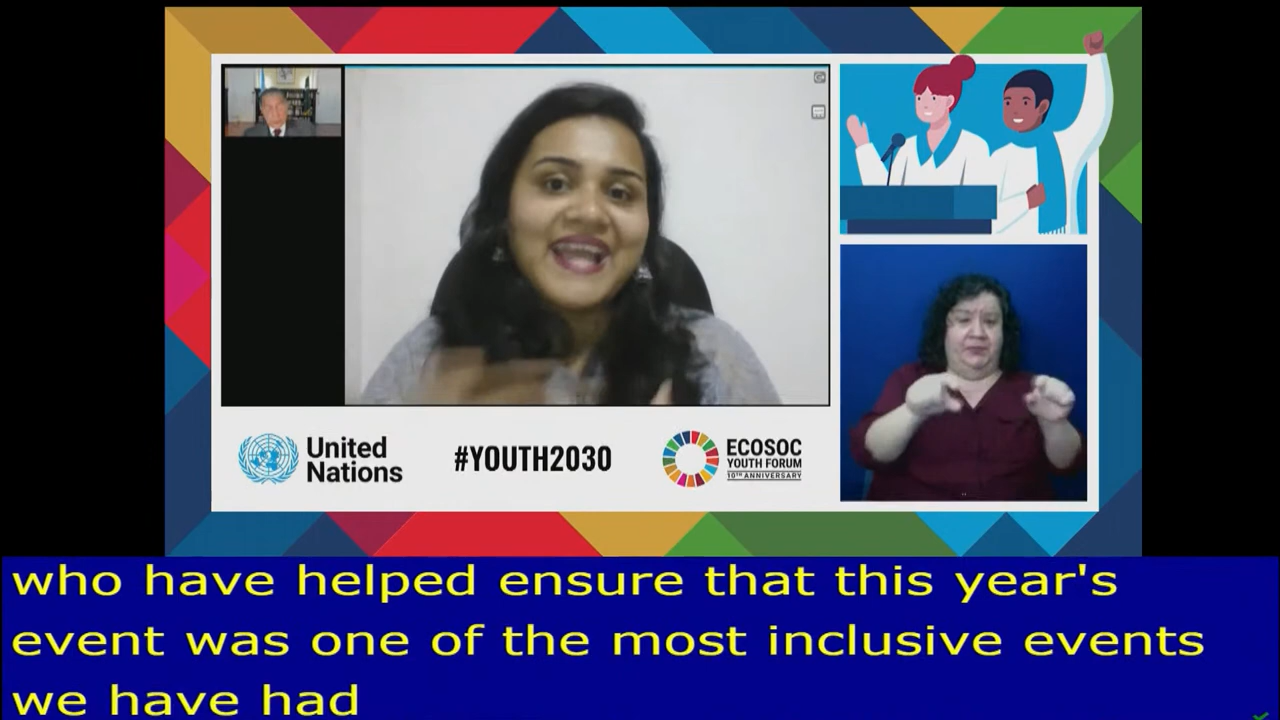 United
Nations
#YOUTH2030
ECOSOC
YOUTH FORUM
10TH ANNIVERSARY
who have helped ensure that this year's
event was one of the most inclusive events
we have had